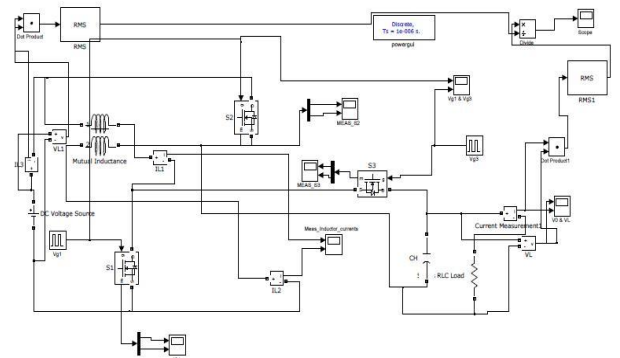 RMS
RMS
Dot Product
Discrete,
Ts = 1e-006 s.
powergui
Divide
Scope
RMS
RMS1
S2
MEAS_S2
Vg1 & Vg3
Vg3
Dot Product1
VL1
IL3
Mutual Inductance
IL1
MEAS_S3
S3
DC Voltage Source
Vg1
S1
Meas_Inductor_currents
IL2
CH
RLC Load
Current Measurement1
V0 & VL
VL